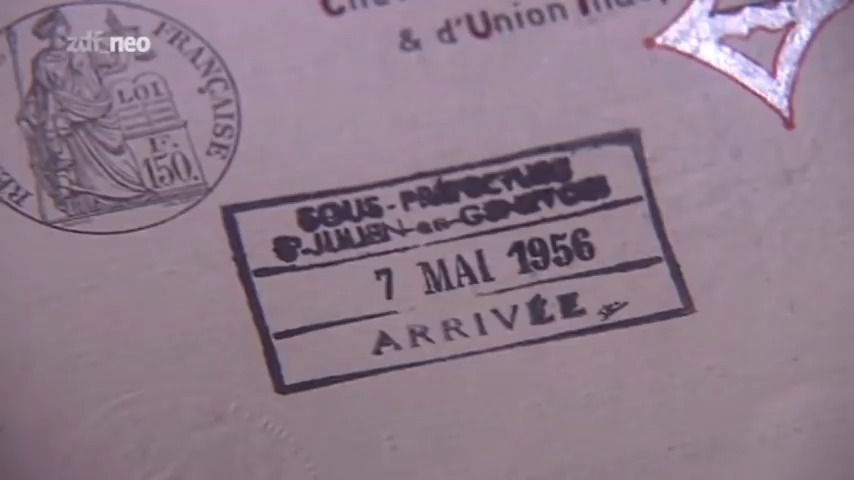 zdf_neo
& d'Union
FRANÇAISE
LOI
150.
SOUS-PRÉFECTURE
ST-JULIEN-en-GENEVOIS
7 MAI 1956
ARRIVÉE